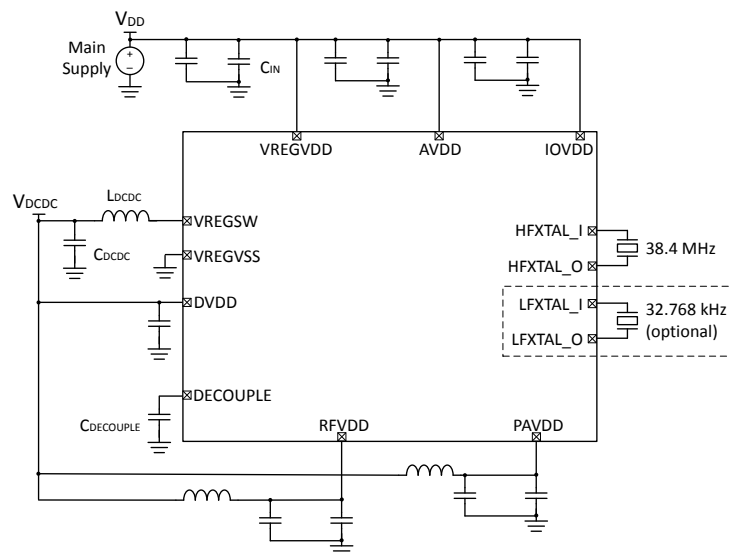 VDD
Main
Supply
+
−
CIN
VREGVDD
AVDD
IOVDD
VDCDC
LDCDC
VREGSW
CDCDC
VREGVSS
DVDD
HFXTAL_I
38.4 MHz
HFXTAL_O
LFXTAL_I
32.768 kHz
(optional)
LFXTAL_O
DECOUPLE
CDECOUPLE
RFVDD
PAVDD